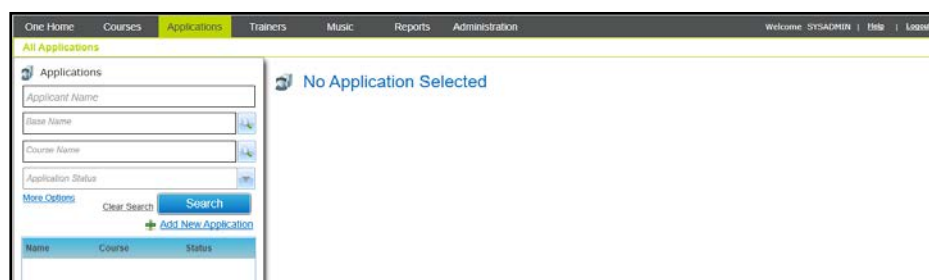 One Home Courses Applications Trainers Music Reports Administration Welcome SYSADMIN | Help | Logout
All Applications
Applications
No Application Selected
Applicant Name
Base Name
Course Name
Application Status
More Options Clear Search Search
Add New Application
Name Course Status